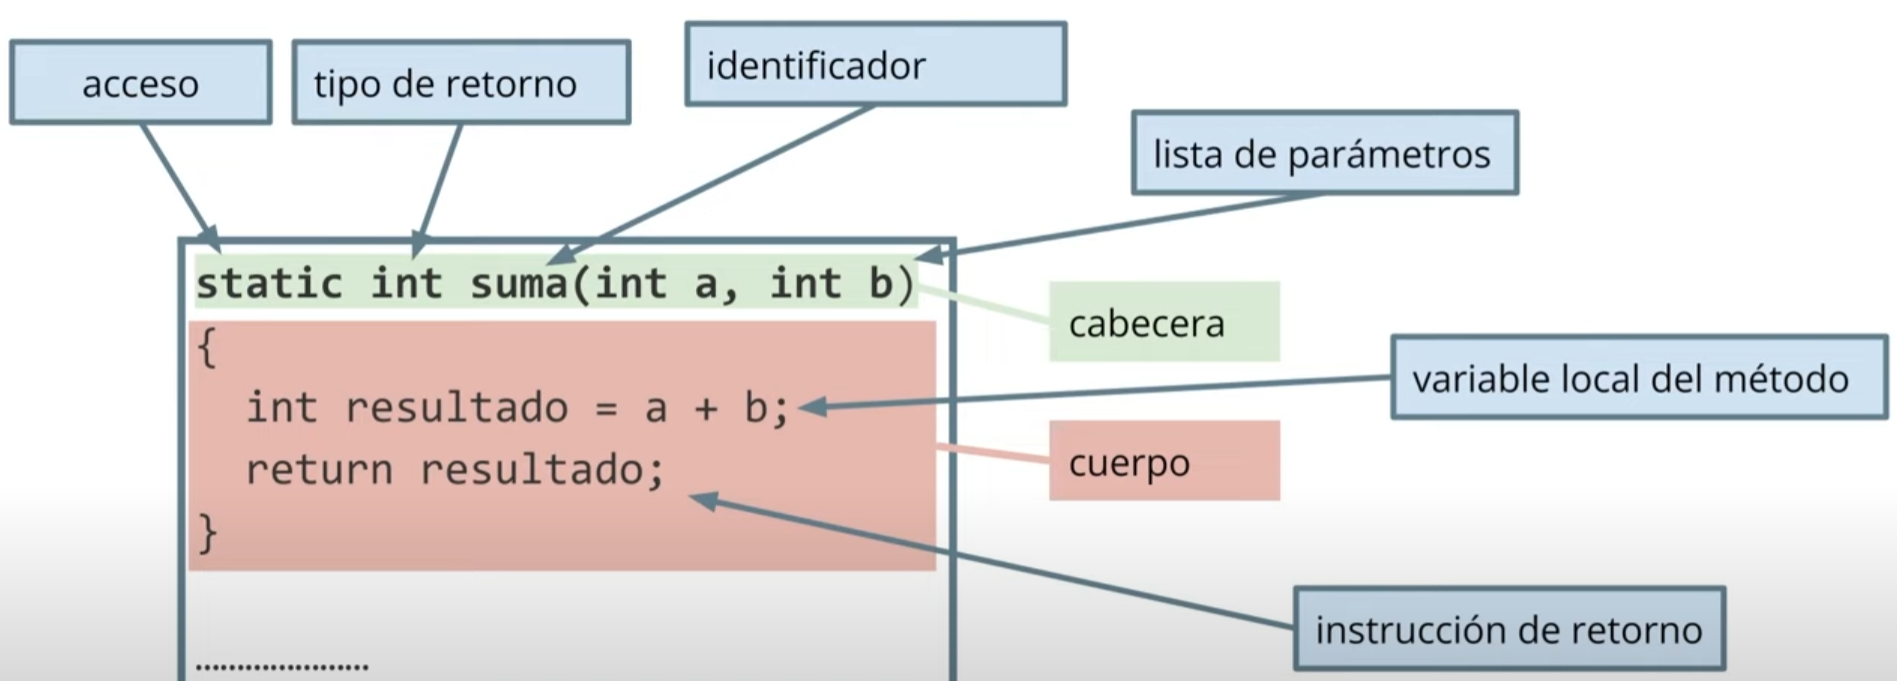 acceso
tipo de retorno
identificador
lista de parámetros
static int suma(int a, int b)
cabecera
{
int resultado = a + b;
variable local del método
return resultado;
cuerpo
}
instrucción de retorno
.....................